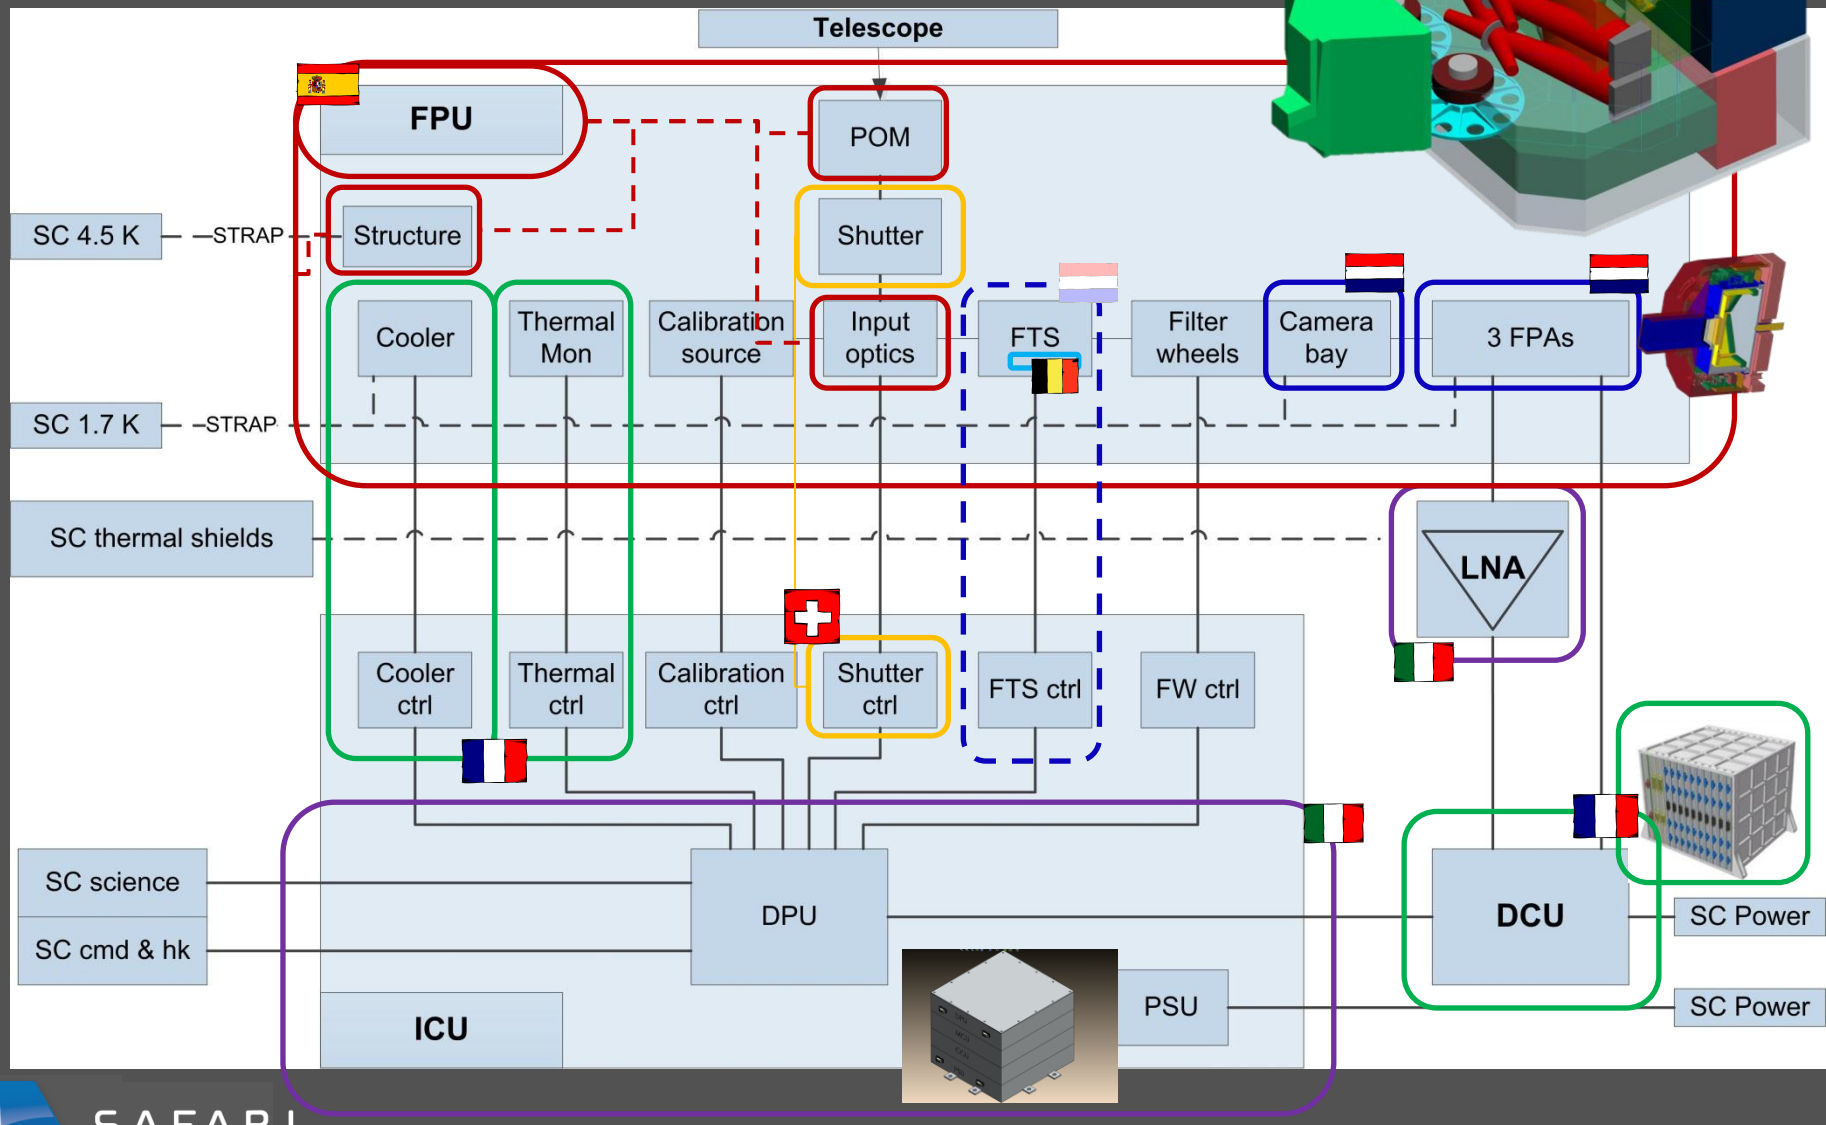 Telescope
FPU
POM
SC 4.5 K
STRAP
Structure
Shutter
Cooler
Thermal
Mon
Calibration
source
Input
optics
FTS
Filter
wheels
Camera
bay
3 FPAs
SC 1.7 K
STRAP
SC thermal shields
LNA
Cooler
ctrl
Thermal
ctrl
Calibration
ctrl
Shutter
ctrl
FTS ctrl
FW ctrl
SC science
SC cmd & hk
DPU
DCU
SC Power
ICU
PSU
SC Power
SAFARI